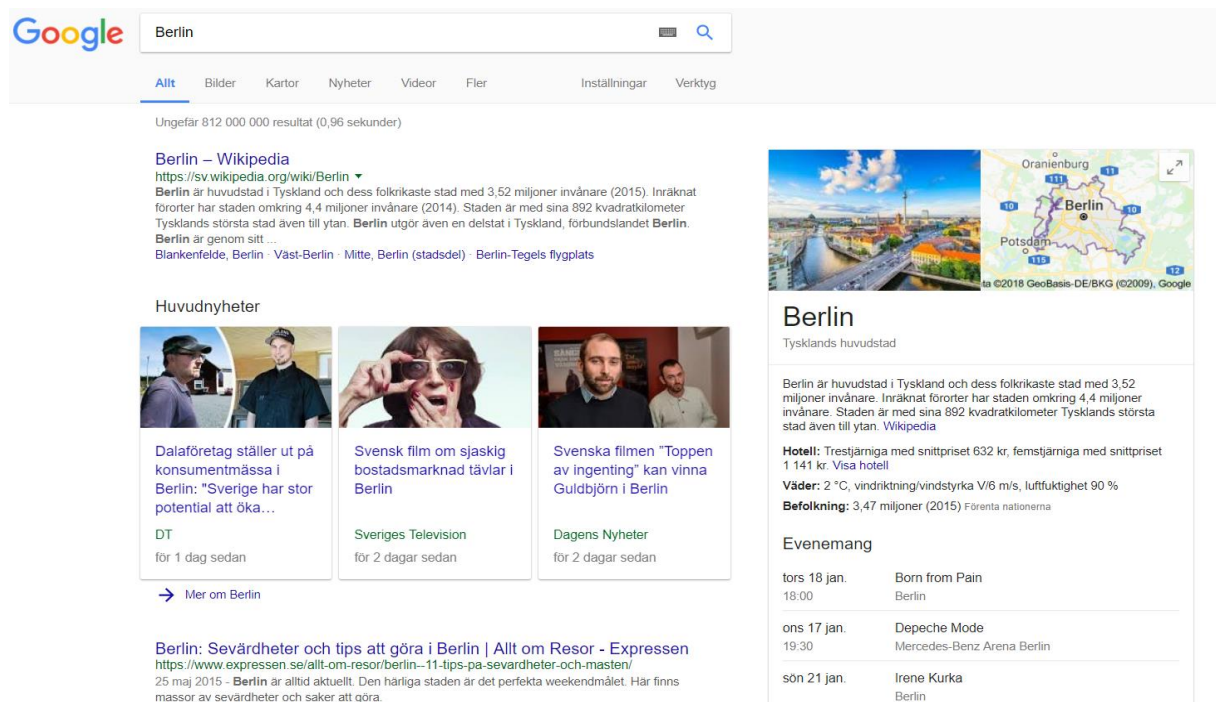 Google
Berlin
Allt Bilder Kartor Nyheter Videor Fler Inställningar Verktyg
Ungefär 812 000 000 resultat (0,96 sekunder)
Berlin – Wikipedia
https://sv.wikipedia.org/wiki/Berlin
Berlin är huvudstad i Tyskland och dess folkrikaste stad med 3,52 miljoner invånare (2015). Inräknat
förorter har staden omkring 4,4 miljoner invånare (2014). Staden är med sina 892 kvadratkilometer
Tysklands största stad även till ytan. Berlin utgör även en delstat i Tyskland, förbundslandet Berlin.
Berlin är genom sitt ...
Blankenfelde, Berlin · Väst-Berlin · Mitte, Berlin (stadsdel) · Berlin-Tegels flygplats
Huvudnyheter
Dalaföretag ställer ut på
konsumentmässa i
Berlin: "Sverige har stor
potential att öka…
DT
för 1 dag sedan
Svensk film om sjaskig
bostadsmarknad tävlar i
Berlin
Sveriges Television
för 2 dagar sedan
Svenska filmen ”Toppen
av ingenting” kan vinna
Guldbjörn i Berlin
Dagens Nyheter
för 2 dagar sedan
Mer om Berlin
Berlin: Sevärdheter och tips att göra i Berlin | Allt om Resor - Expressen
https://www.expressen.se/allt-om-resor/berlin--11-tips-pa-sevardheter-och-masten/
25 maj 2015 - Berlin är alltid aktuellt. Den härliga staden är det perfekta weekendmålet. Här finns
massor av sevärdheter och saker att göra.
Oranienburg
111
11
10
Berlin
10
Potsdam
115
12
ta ©2018 GeoBasis-DE/BKG (©2009), Google
Berlin
Tysklands huvudstad
Berlin är huvudstad i Tyskland och dess folkrikaste stad med 3,52
miljoner invånare. Inräknat förorter har staden omkring 4,4 miljoner
invånare. Staden är med sina 892 kvadratkilometer Tysklands största
stad även till ytan. Wikipedia
Hotell: Trestjärniga med snittpriset 632 kr, femstjärniga med snittpriset
1 141 kr. Visa hotell
Väder: 2 °C, vindriktning/vindstyrka V/6 m/s, luftfuktighet 90 %
Befolkning: 3,47 miljoner (2015) Förenta nationerna
Evenemang
tors 18 jan. Born from Pain
18:00 Berlin
ons 17 jan. Depeche Mode
19:30 Mercedes-Benz Arena Berlin
sön 21 jan. Irene Kurka
Berlin